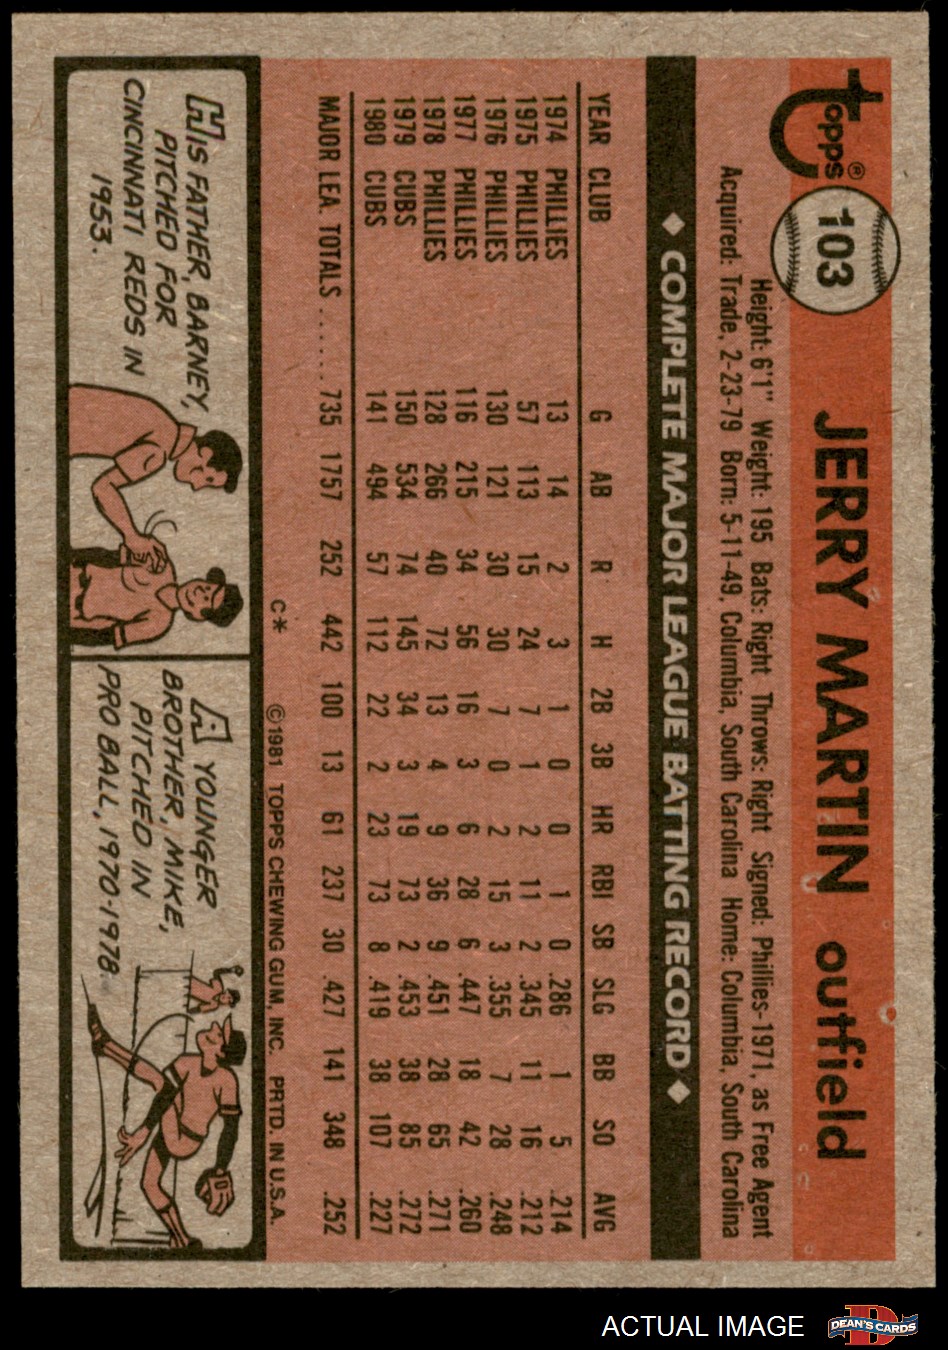 Topps®
103
JERRY MARTIN outfield
Height: 6'1" Weight: 195 Bats: Right Throws: Right Signed: Phillies-1971, as Free Agent
Acquired: Trade, 2-23-79 Born: 5-11-49, Columbia, South Carolina Home: Columbia, South Carolina
◆ COMPLETE MAJOR LEAGUE BATTING RECORD ◆
YEAR CLUB G AB R H 2B 3B HR RBI SB SLG BB SO AVG
1974 PHILLIES 13 14 2 3 1 0 0 1 0 .286 1 5 .214
1975 PHILLIES 57 113 15 24 7 1 2 11 2 .345 11 16 .212
1976 PHILLIES 130 121 30 30 7 0 2 15 3 .355 7 28 .248
1977 PHILLIES 116 215 34 56 16 3 6 28 6 .447 18 42 .260
1978 PHILLIES 128 266 40 72 13 4 9 36 9 .451 28 65 .271
1979 CUBS 150 534 74 145 34 3 19 73 2 .453 38 85 .272
1980 CUBS 141 494 57 112 22 2 23 73 8 .419 38 107 .227
MAJOR LEA. TOTALS ...... 735 1757 252 442 100 13 61 237 30 .427 141 348 .252
C* ©1981 TOPPS CHEWING GUM, INC. PRTD. IN U.S.A.
HIS FATHER, BARNEY,
PITCHED FOR
CINCINNATI REDS IN
1953.
A YOUNGER
BROTHER, MIKE,
PITCHED IN
PRO BALL, 1970-1978.
ACTUAL IMAGE
DEAN'S CARDS